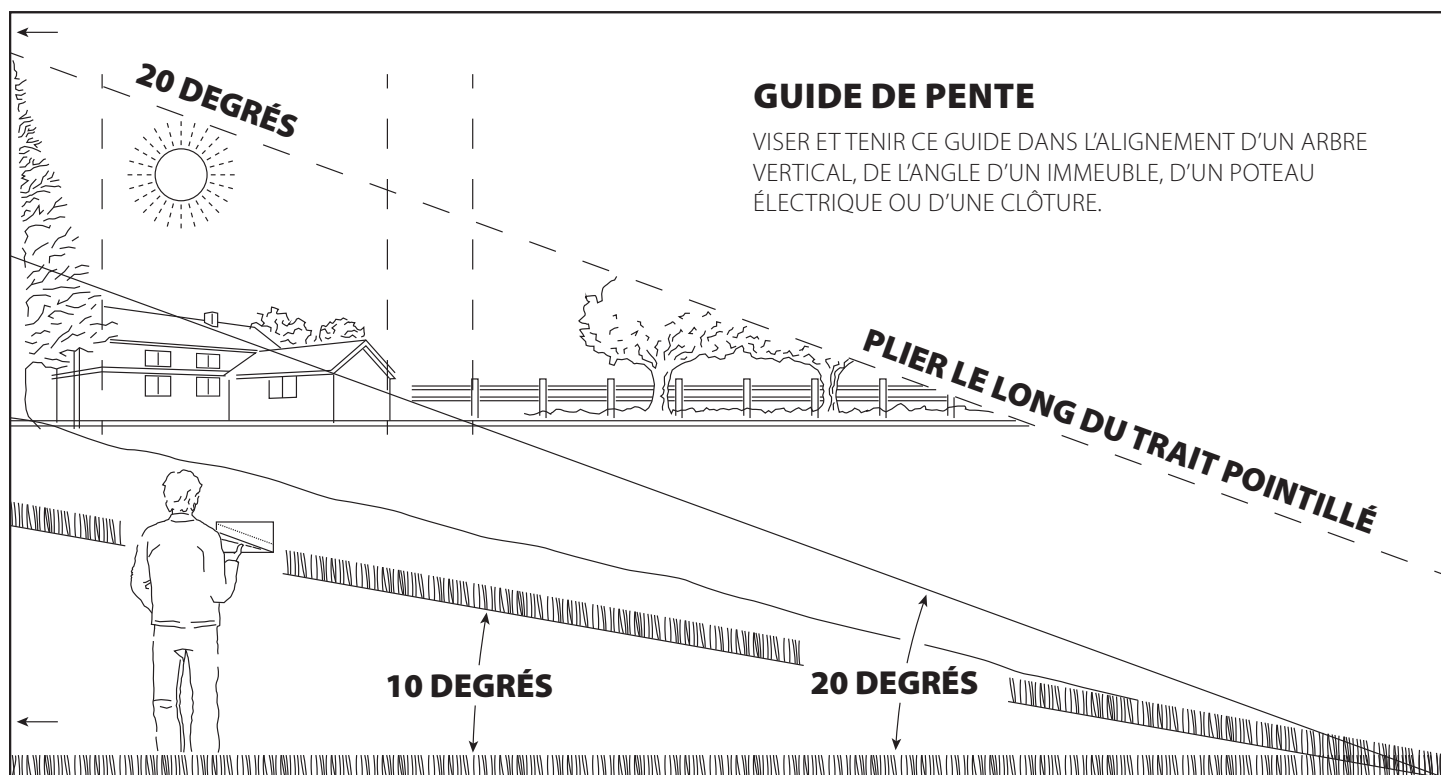 20 DEGRÉS
GUIDE DE PENTE
VISER ET TENIR CE GUIDE DANS L'ALIGNEMENT D'UN ARBRE
VERTICAL, DE L'ANGLE D'UN IMMEUBLE, D'UN POTEAU
ÉLECTRIQUE OU D'UNE CLÔTURE.
PLIER LE LONG DU TRAIT POINTILLÉ
10 DEGRÉS
20 DEGRÉS